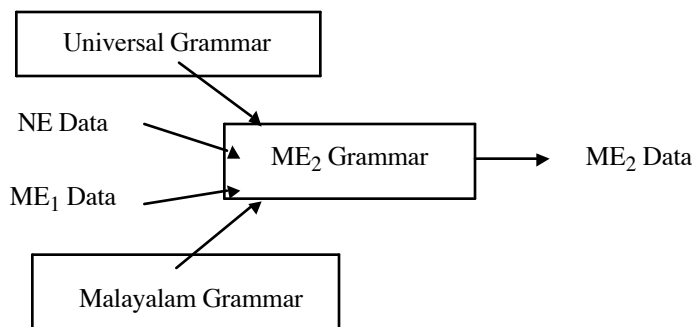 Universal Grammar
NE Data
ME₂ Grammar
ME₂ Data
ME₁ Data
Malayalam Grammar